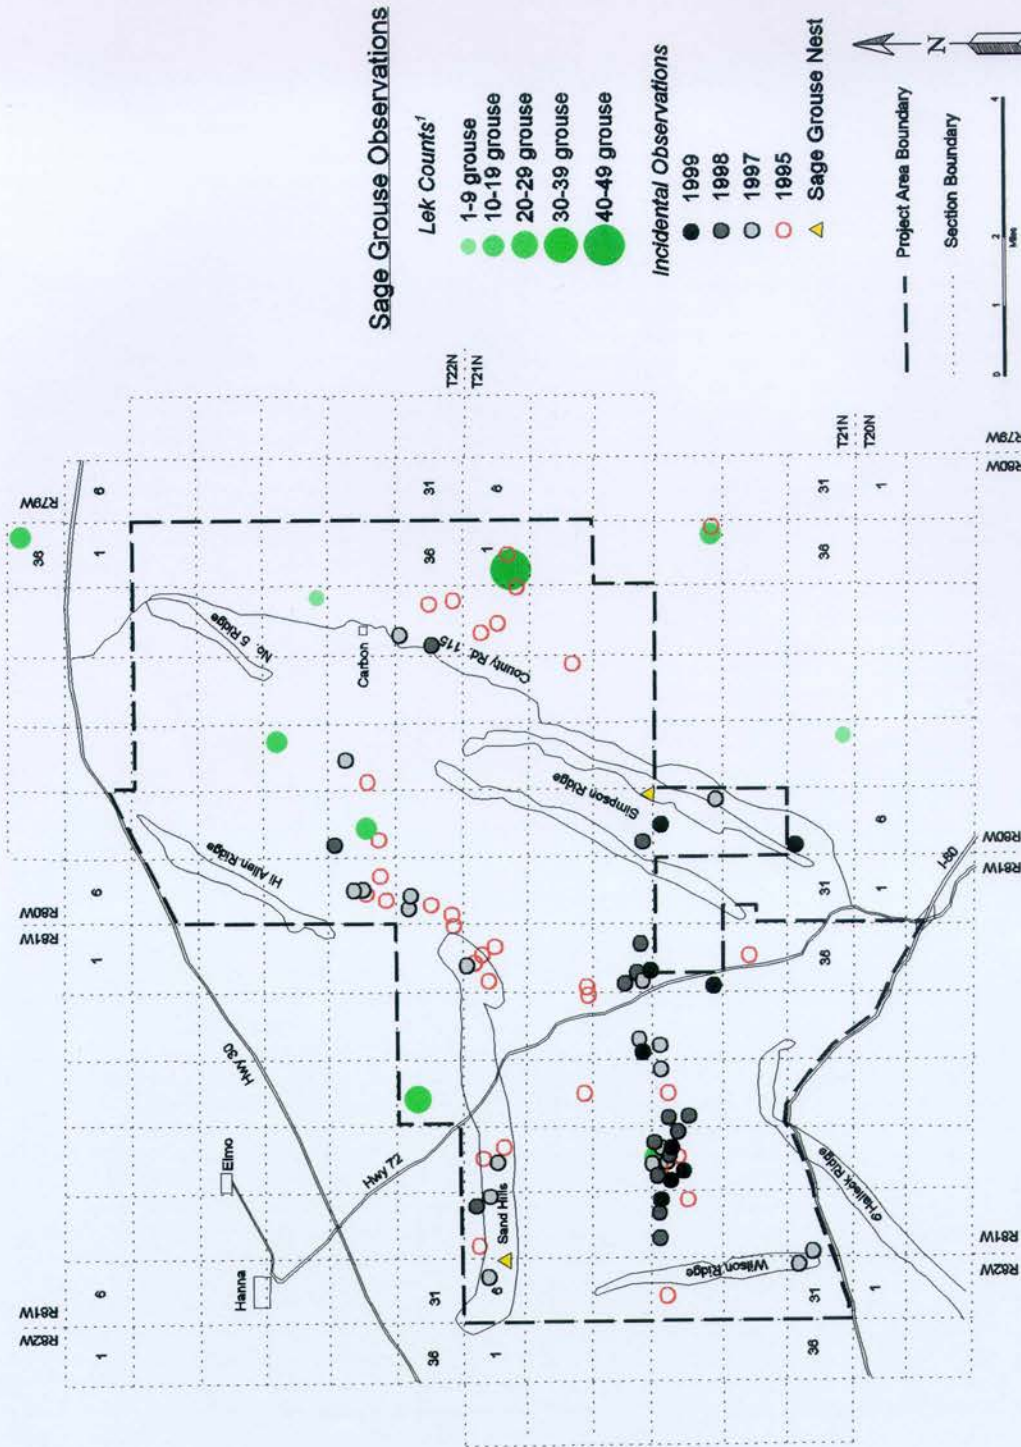 Sage Grouse Observations
Lek Counts¹
1-9 grouse
10-19 grouse
20-29 grouse
30-39 grouse
40-49 grouse
Incidental Observations
1999
1998
1997
1995
Sage Grouse Nest
N
Project Area Boundary
Section Boundary
0 1 2 4
Miles
R82W R81W
R81W R80W
R79W
1
6
1
6
36
1
6
Hwy 30
Hanna
Elmo
Hi Allen Ridge
No. 5 Ridge
Carbon
County Rd. 115
36
31
36
31
T22N
T21N
1
6
1
6
Hwy 72
Sand Hills
Simpson Ridge
Wilson Ridge
O'Halleck Ridge
36
31
36
31
36
31
T21N
T20N
1
1
6
1
I-80
R82W R81W
R81W R80W
R80W R79W